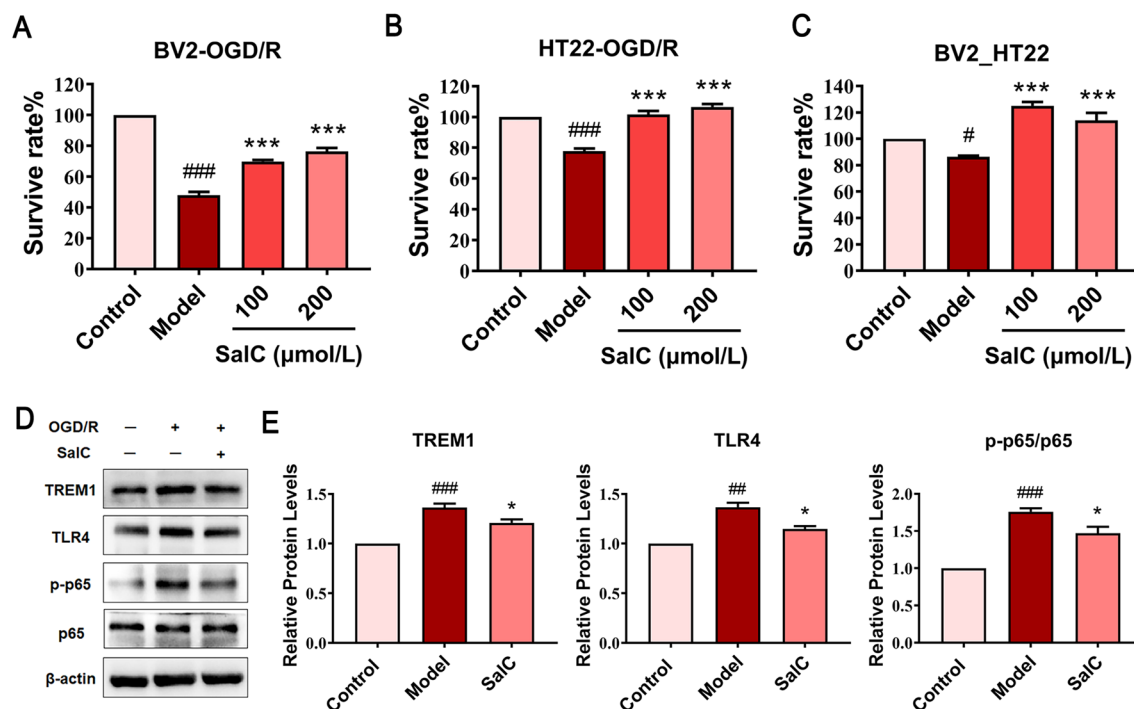 A
BV2-OGD/R
Survive rate%
120
100
80
60
40
20
0
###
***
***
Control
Model
100
200
SalC (μmol/L)
B
HT22-OGD/R
Survive rate%
120
100
80
60
40
20
0
###
***
***
Control
Model
100
200
SalC (μmol/L)
C
BV2_HT22
Survive rate%
140
120
100
80
60
40
20
0
#
***
***
Control
Model
100
200
SalC (μmol/L)
D
OGD/R — + +
SalC — — +
TREM1
TLR4
p-p65
p65
β-actin
E
TREM1
Relative Protein Levels
1.5
1.0
0.5
0.0
###
*
Control
Model
SalC
TLR4
Relative Protein Levels
1.5
1.0
0.5
0.0
##
*
Control
Model
SalC
p-p65/p65
Relative Protein Levels
2.0
1.5
1.0
0.5
0.0
###
*
Control
Model
SalC